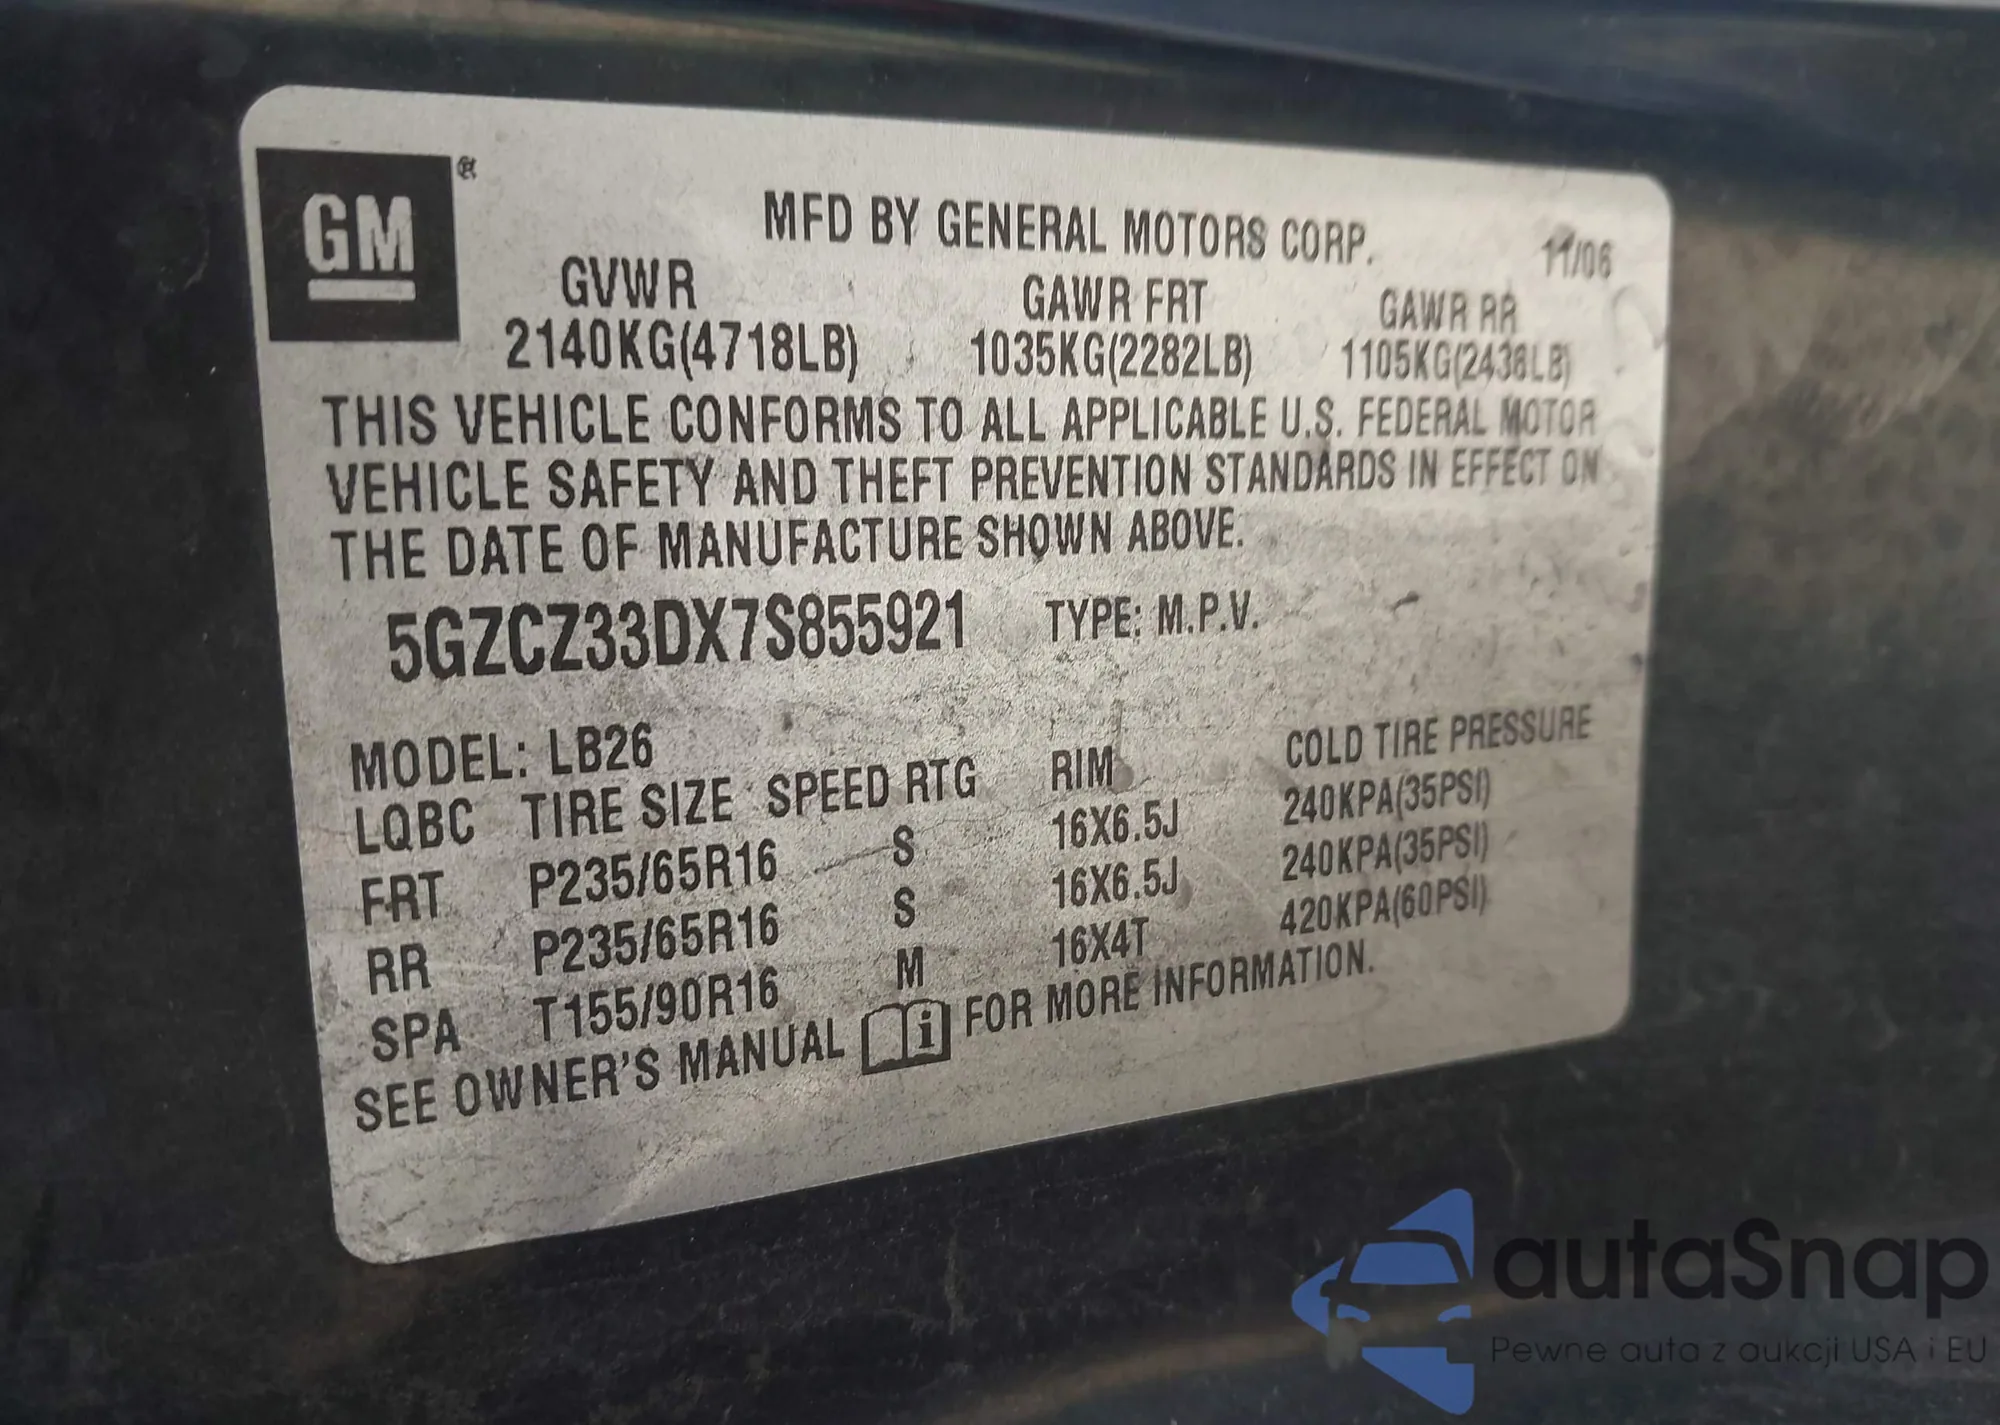 GM®
MFD BY GENERAL MOTORS CORP. 11/06
GVWR GAWR FRT GAWR RR
2140KG(4718LB) 1035KG(2282LB) 1105KG(2436LB)
THIS VEHICLE CONFORMS TO ALL APPLICABLE U.S. FEDERAL MOTOR
VEHICLE SAFETY AND THEFT PREVENTION STANDARDS IN EFFECT ON
THE DATE OF MANUFACTURE SHOWN ABOVE.
5GZCZ33DX7S855921 TYPE: M.P.V.
MODEL: LB26
LQBC TIRE SIZE SPEED RTG RIM COLD TIRE PRESSURE
FRT P235/65R16 S 16X6.5J 240KPA(35PSI)
RR P235/65R16 S 16X6.5J 240KPA(35PSI)
SPA T155/90R16 M 16X4T 420KPA(60PSI)
SEE OWNER'S MANUAL i FOR MORE INFORMATION.
autaSnap
Pewne auta z aukcji USA i EU